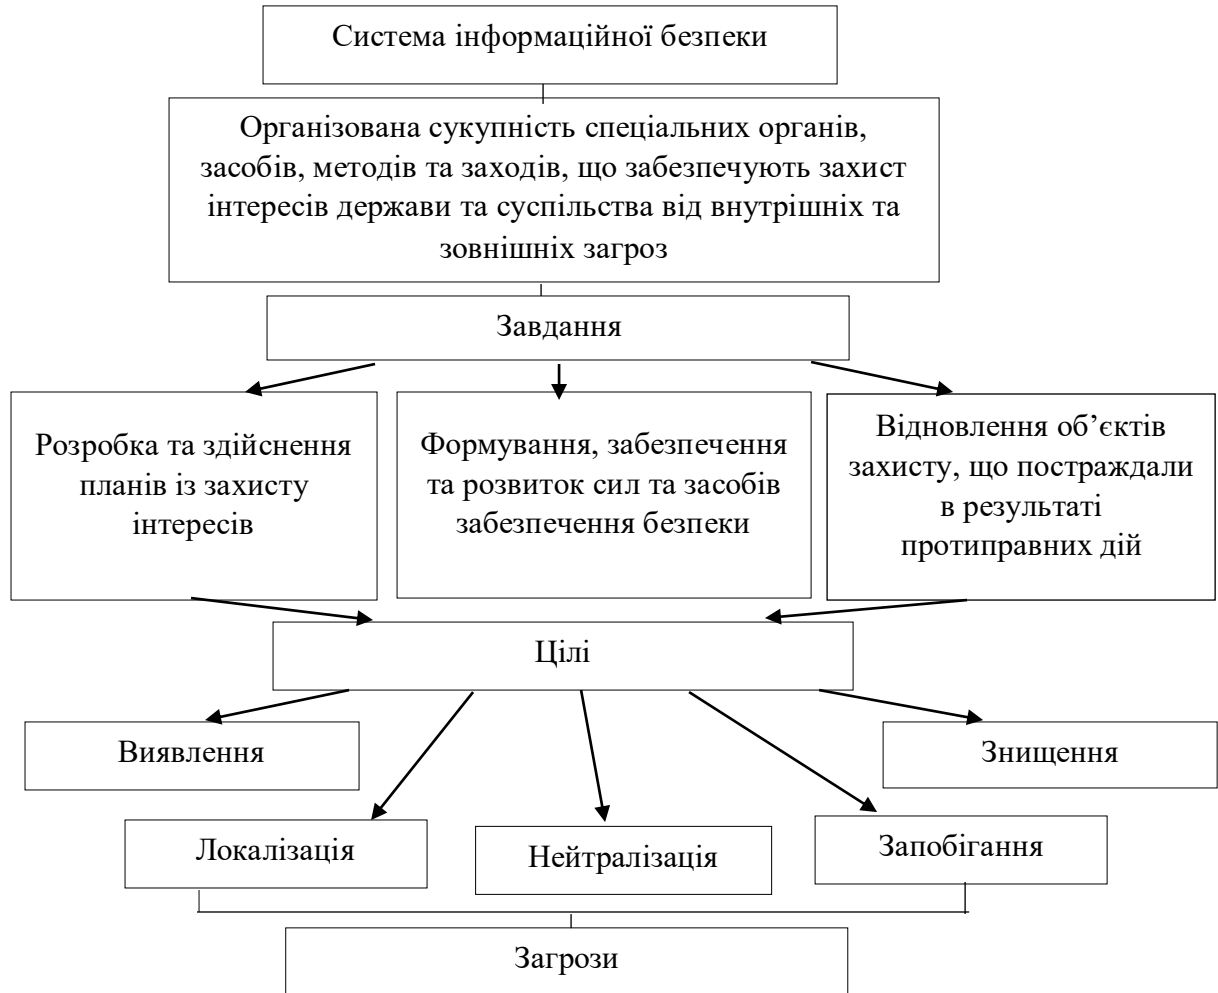 Система інформаційної безпеки
Організована сукупність спеціальних органів,
засобів, методів та заходів, що забезпечують захист
інтересів держави та суспільства від внутрішніх та
зовнішніх загроз
Завдання
Розробка та здійснення
планів із захисту
інтересів
Формування, забезпечення
та розвиток сил та засобів
забезпечення безпеки
Відновлення об’єктів
захисту, що постраждали
в результаті
протиправних дій
Цілі
Виявлення
Знищення
Локалізація
Нейтралізація
Запобігання
Загрози